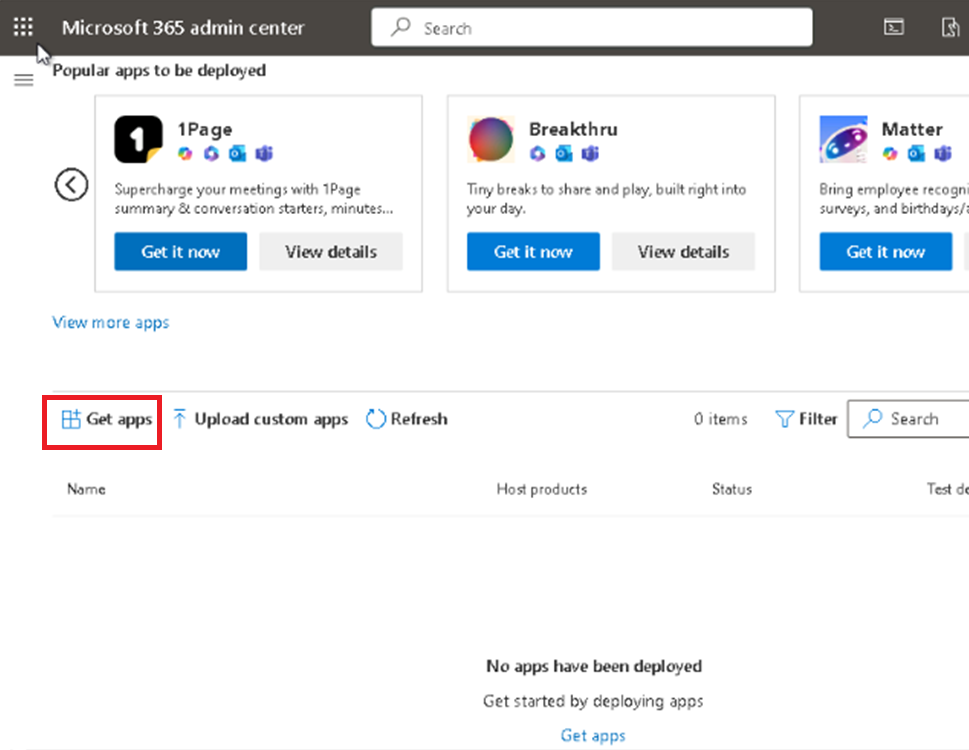 Microsoft 365 admin center
Search
Popular apps to be deployed
1Page
Supercharge your meetings with 1Page
summary & conversation starters, minutes...
Get it now
View details
Breakthru
Tiny breaks to share and play, built right into
your day.
Get it now
View details
Matter
Bring employee recogni
surveys, and birthdays/a
Get it now
View more apps
Get apps
Upload custom apps
Refresh
0 items
Filter
Search
Name
Host products
Status
Test de
No apps have been deployed
Get started by deploying apps
Get apps